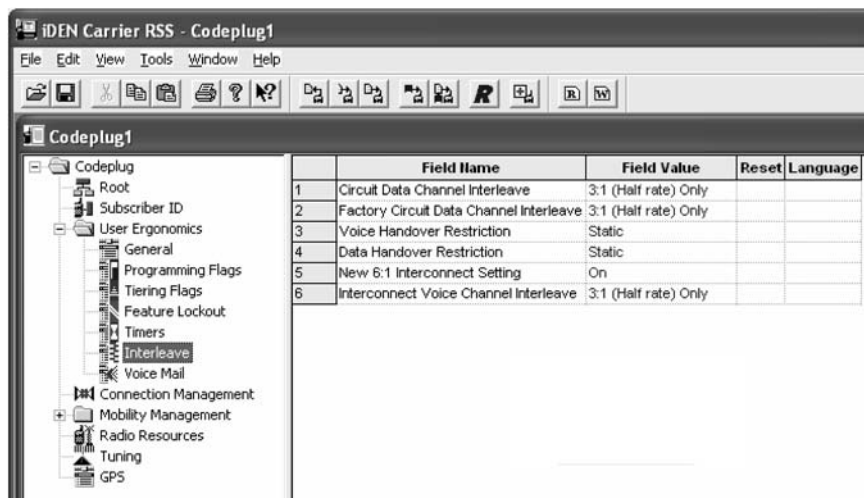 iDEN Carrier RSS - Codeplug1
File Edit View Tools Window Help
Codeplug1
Codeplug
Root
Subscriber ID
User Ergonomics
General
Programming Flags
Tiering Flags
Feature Lockout
Timers
Interleave
Voice Mail
Connection Management
Mobility Management
Radio Resources
Tuning
GPS
Field Name Field Value Reset Language
1 Circuit Data Channel Interleave 3:1 (Half rate) Only
2 Factory Circuit Data Channel Interleave 3:1 (Half rate) Only
3 Voice Handover Restriction Static
4 Data Handover Restriction Static
5 New 6:1 Interconnect Setting On
6 Interconnect Voice Channel Interleave 3:1 (Half rate) Only